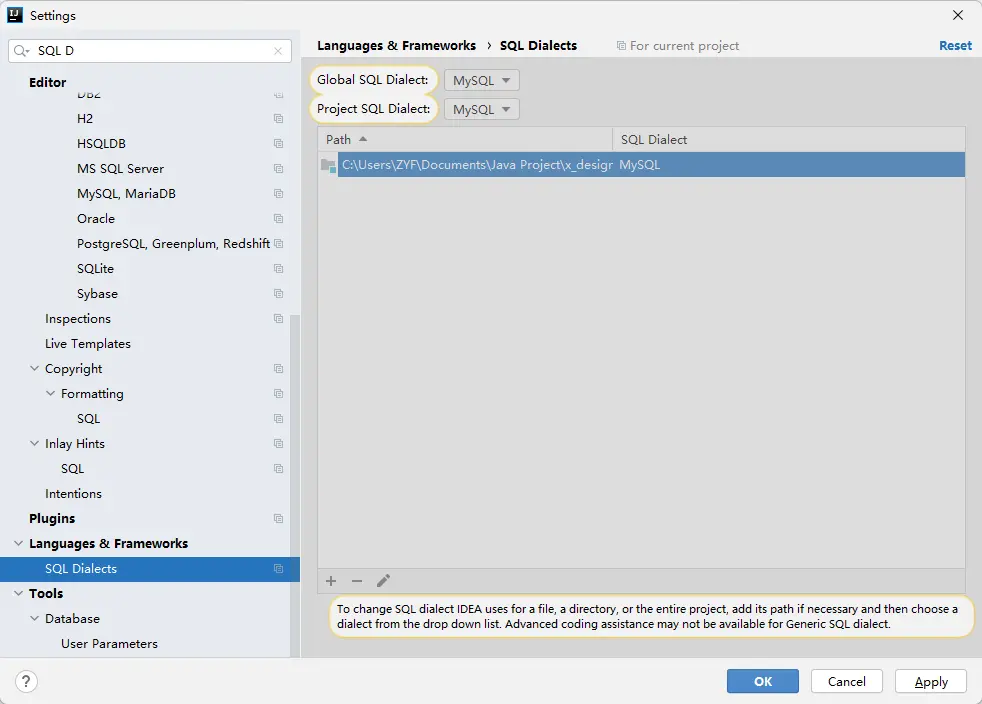 Settings
SQL D
Languages & Frameworks › SQL Dialects
For current project
Reset
Editor
DB2
H2
HSQLDB
MS SQL Server
MySQL, MariaDB
Oracle
PostgreSQL, Greenplum, Redshift
SQLite
Sybase
Inspections
Live Templates
Copyright
Formatting
SQL
Inlay Hints
SQL
Intentions
Plugins
Languages & Frameworks
SQL Dialects
Tools
Database
User Parameters
Global SQL Dialect: MySQL
Project SQL Dialect: MySQL
Path SQL Dialect
C:\Users\ZYF\Documents\Java Project\x_desigr MySQL
To change SQL dialect IDEA uses for a file, a directory, or the entire project, add its path if necessary and then choose a
dialect from the drop down list. Advanced coding assistance may not be available for Generic SQL dialect.
?
OK
Cancel
Apply